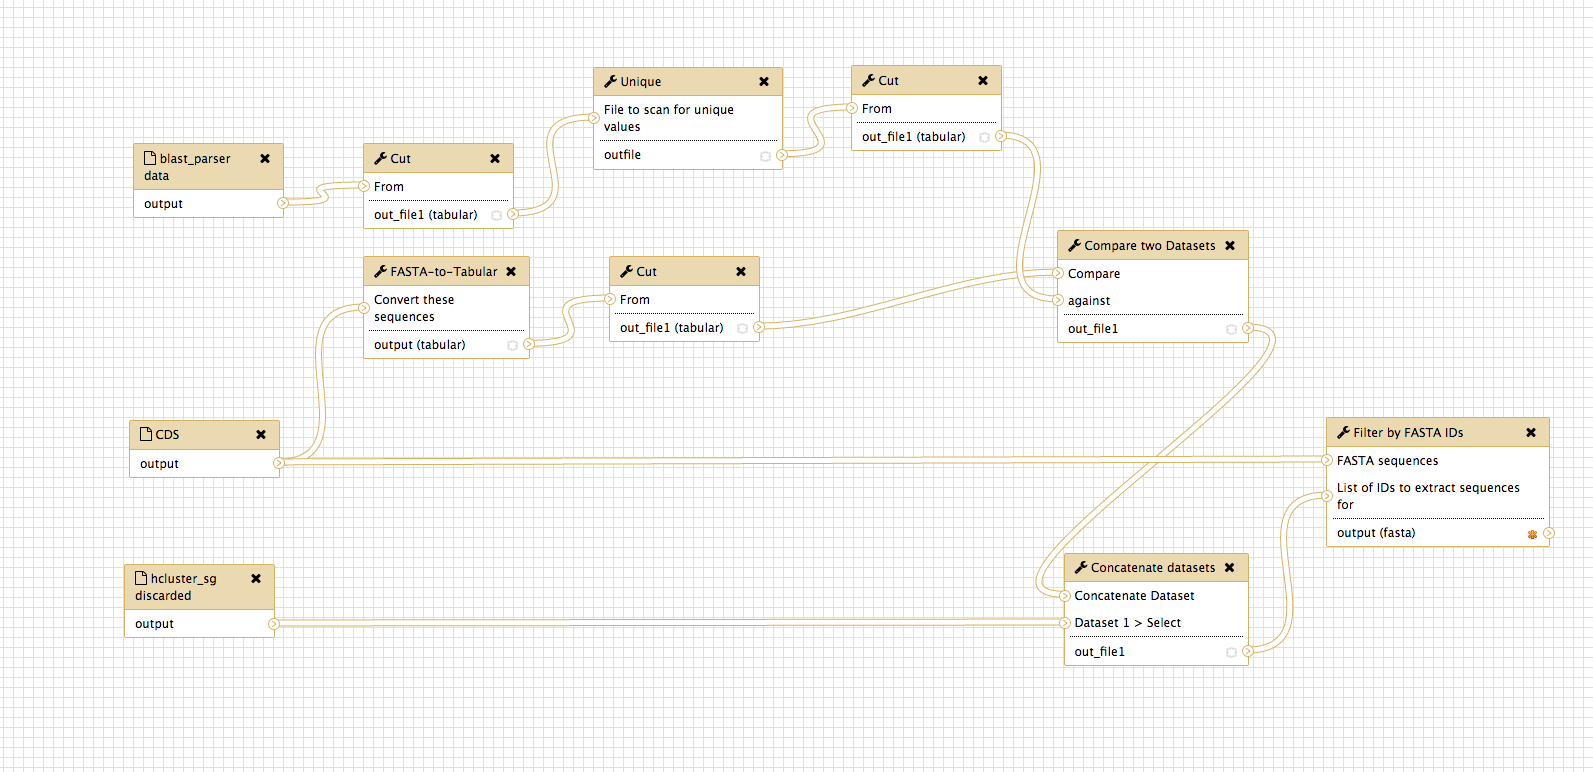 Unique
File to scan for unique
values
outfile
Cut
From
out_file1 (tabular)
blast_parser
data
output
Cut
From
out_file1 (tabular)
FASTA-to-Tabular
Convert these
sequences
output (tabular)
Cut
From
out_file1 (tabular)
Compare two Datasets
Compare
against
out_file1
CDS
output
Filter by FASTA IDs
FASTA sequences
List of IDs to extract sequences
for
output (fasta)
hcluster_sg
discarded
output
Concatenate datasets
Concatenate Dataset
Dataset 1 > Select
out_file1